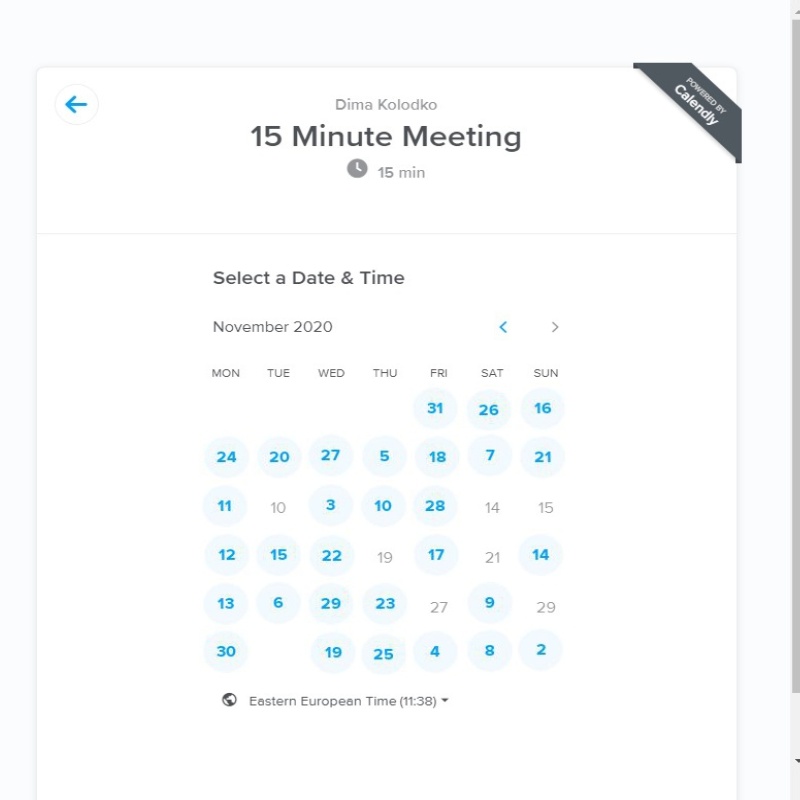 POWERED BY
Calendly
Dima Kolodko
15 Minute Meeting
15 min
Select a Date & Time
November 2020
MON TUE WED THU FRI SAT SUN
31 26 16
24 20 27 5 18 7 21
11 10 3 10 28 14 15
12 15 22 19 17 21 14
13 6 29 23 27 9 29
30 19 25 4 8 2
Eastern European Time (11:38)